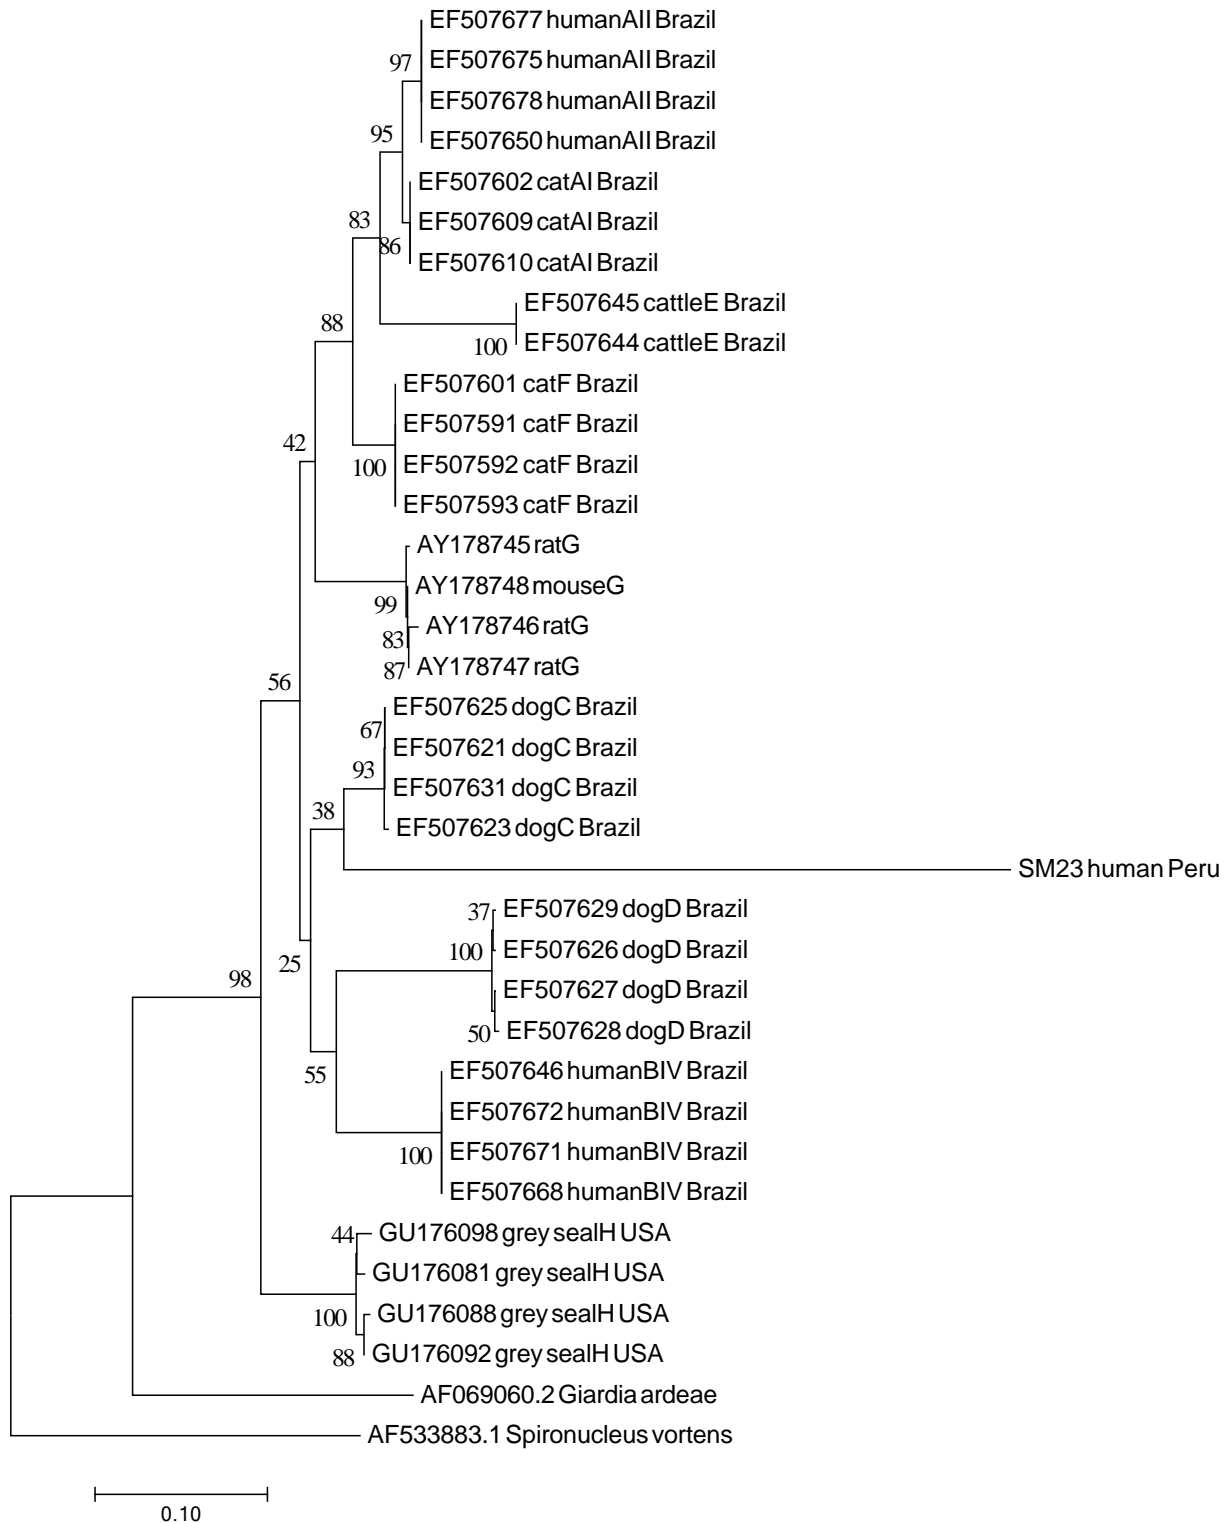 EF507677 humanAII Brazil
97
EF507675 humanAII Brazil
EF507678 humanAII Brazil
95
EF507650 humanAII Brazil
EF507602 catAI Brazil
83
EF507609 catAI Brazil
86
EF507610 catAI Brazil
EF507645 cattleE Brazil
88
100
EF507644 cattleE Brazil
EF507601 catF Brazil
EF507591 catF Brazil
42
100
EF507592 catF Brazil
EF507593 catF Brazil
AY178745 ratG
AY178748 mouseG
99
AY178746 ratG
83
87
AY178747 ratG
56
EF507625 dogC Brazil
67
EF507621 dogC Brazil
93
EF507631 dogC Brazil
38
EF507623 dogC Brazil
SM23 human Peru
37
EF507629 dogD Brazil
100
EF507626 dogD Brazil
25
98
EF507627 dogD Brazil
50
EF507628 dogD Brazil
55
EF507646 humanBIV Brazil
EF507672 humanBIV Brazil
100
EF507671 humanBIV Brazil
EF507668 humanBIV Brazil
44
GU176098 grey sealH USA
GU176081 grey sealH USA
100
GU176088 grey sealH USA
88
GU176092 grey sealH USA
AF069060.2 Giardia ardeae
AF533883.1 Spironucleus vortens
0.10